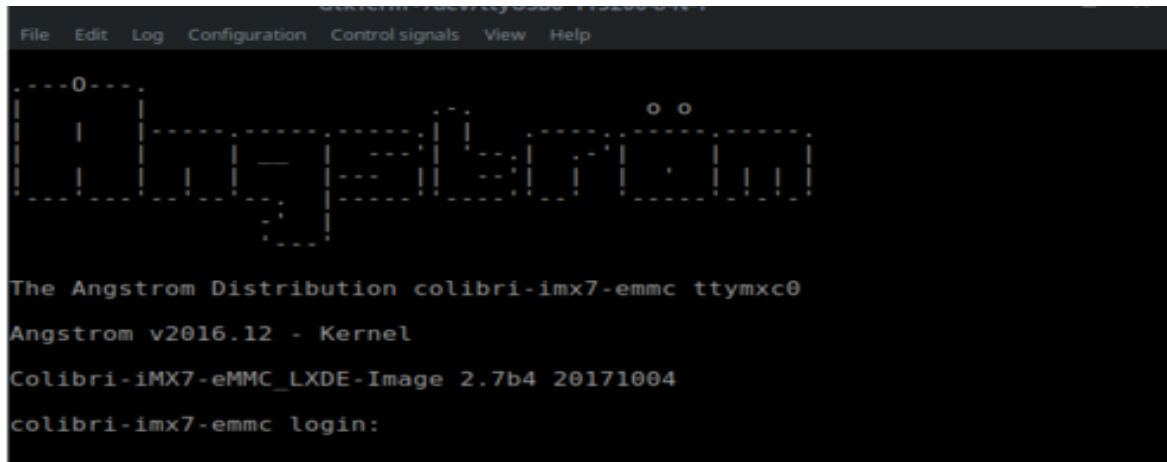 File Edit Log Configuration Control signals View Help
Ångström
The Angstrom Distribution colibri-imx7-emmc ttymxc0
Angstrom v2016.12 - Kernel
Colibri-iMX7-eMMC_LXDE-Image 2.7b4 20171004
colibri-imx7-emmc login: